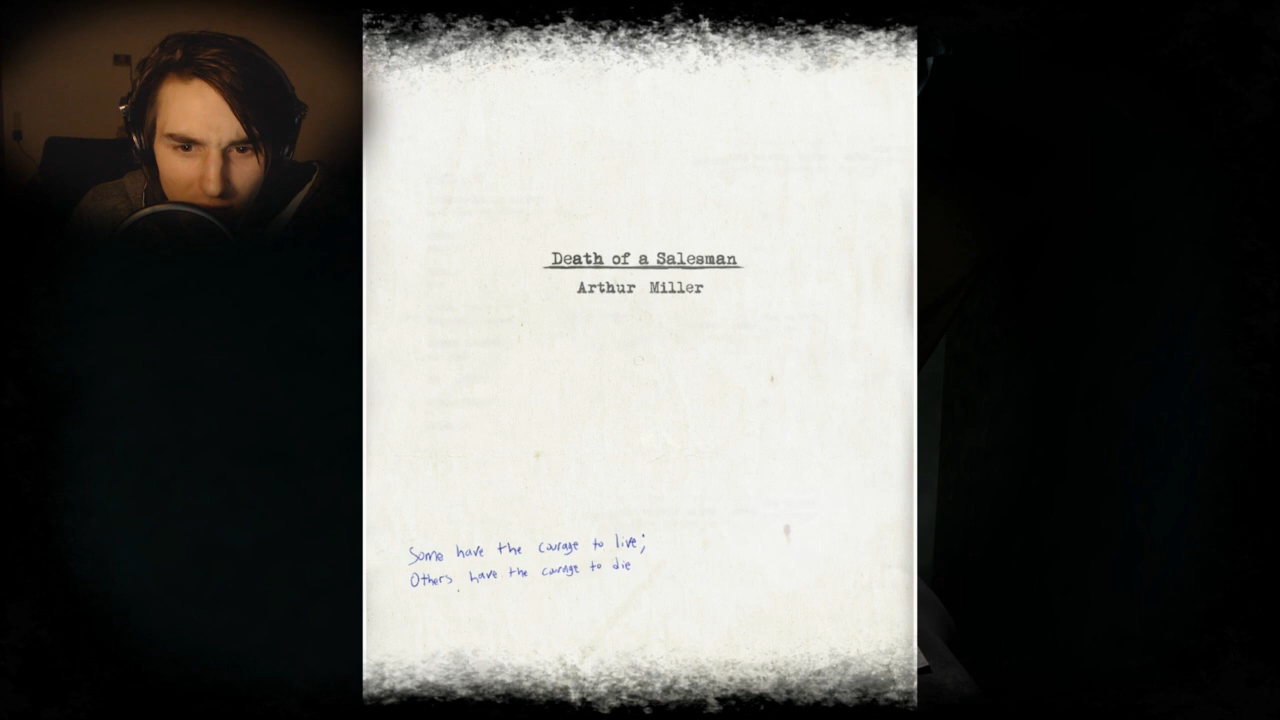 Death of a Salesman
Arthur Miller
Some have the courage to live;
Others have the courage to die